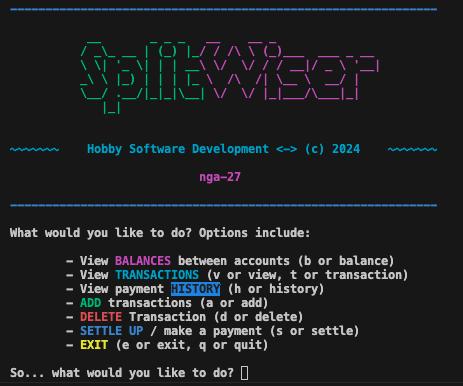 SplitWiser
~~~~~~~ Hobby Software Development <-> (c) 2024 ~~~~~~~
nga-27
What would you like to do? Options include:
- View BALANCES between accounts (b or balance)
- View TRANSACTIONS (v or view, t or transaction)
- View payment HISTORY (h or history)
- ADD transactions (a or add)
- DELETE Transaction (d or delete)
- SETTLE UP / make a payment (s or settle)
- EXIT (e or exit, q or quit)
So... what would you like to do?